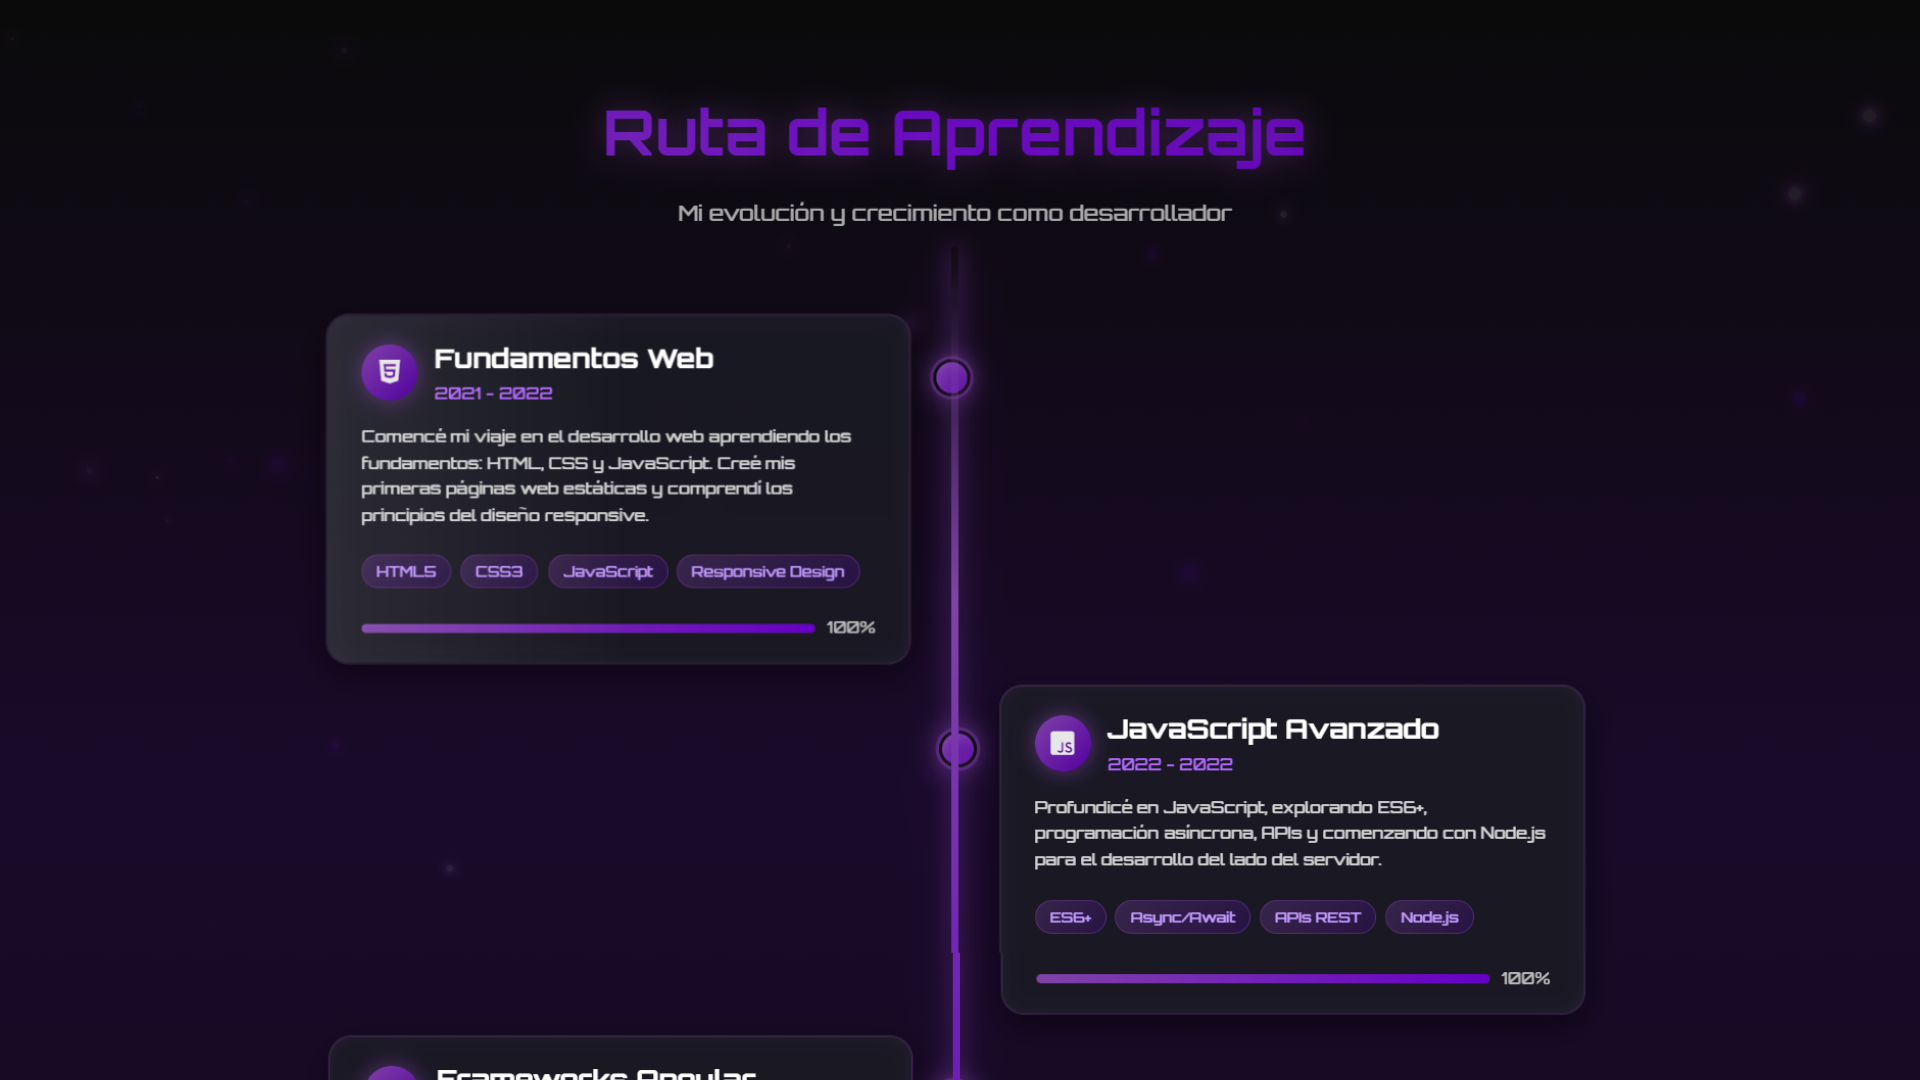 Ruta de Aprendizaje
Mi evolución y crecimiento como desarrollador
5
Fundamentos Web
2021 - 2022
Comencé mi viaje en el desarrollo web aprendiendo los
fundamentos: HTML, CSS y JavaScript. Creé mis
primeras páginas web estáticas y comprendí los
principios del diseño responsive.
HTML5
CSS3
JavaScript
Responsive Design
100%
JS
JavaScript Avanzado
2022 - 2022
Profundicé en JavaScript, explorando ES6+,
programación asíncrona, APIs y comenzando con Node.js
para el desarrollo del lado del servidor.
ES6+
Async/Await
APIs REST
Node.js
100%
Frameworks Angular